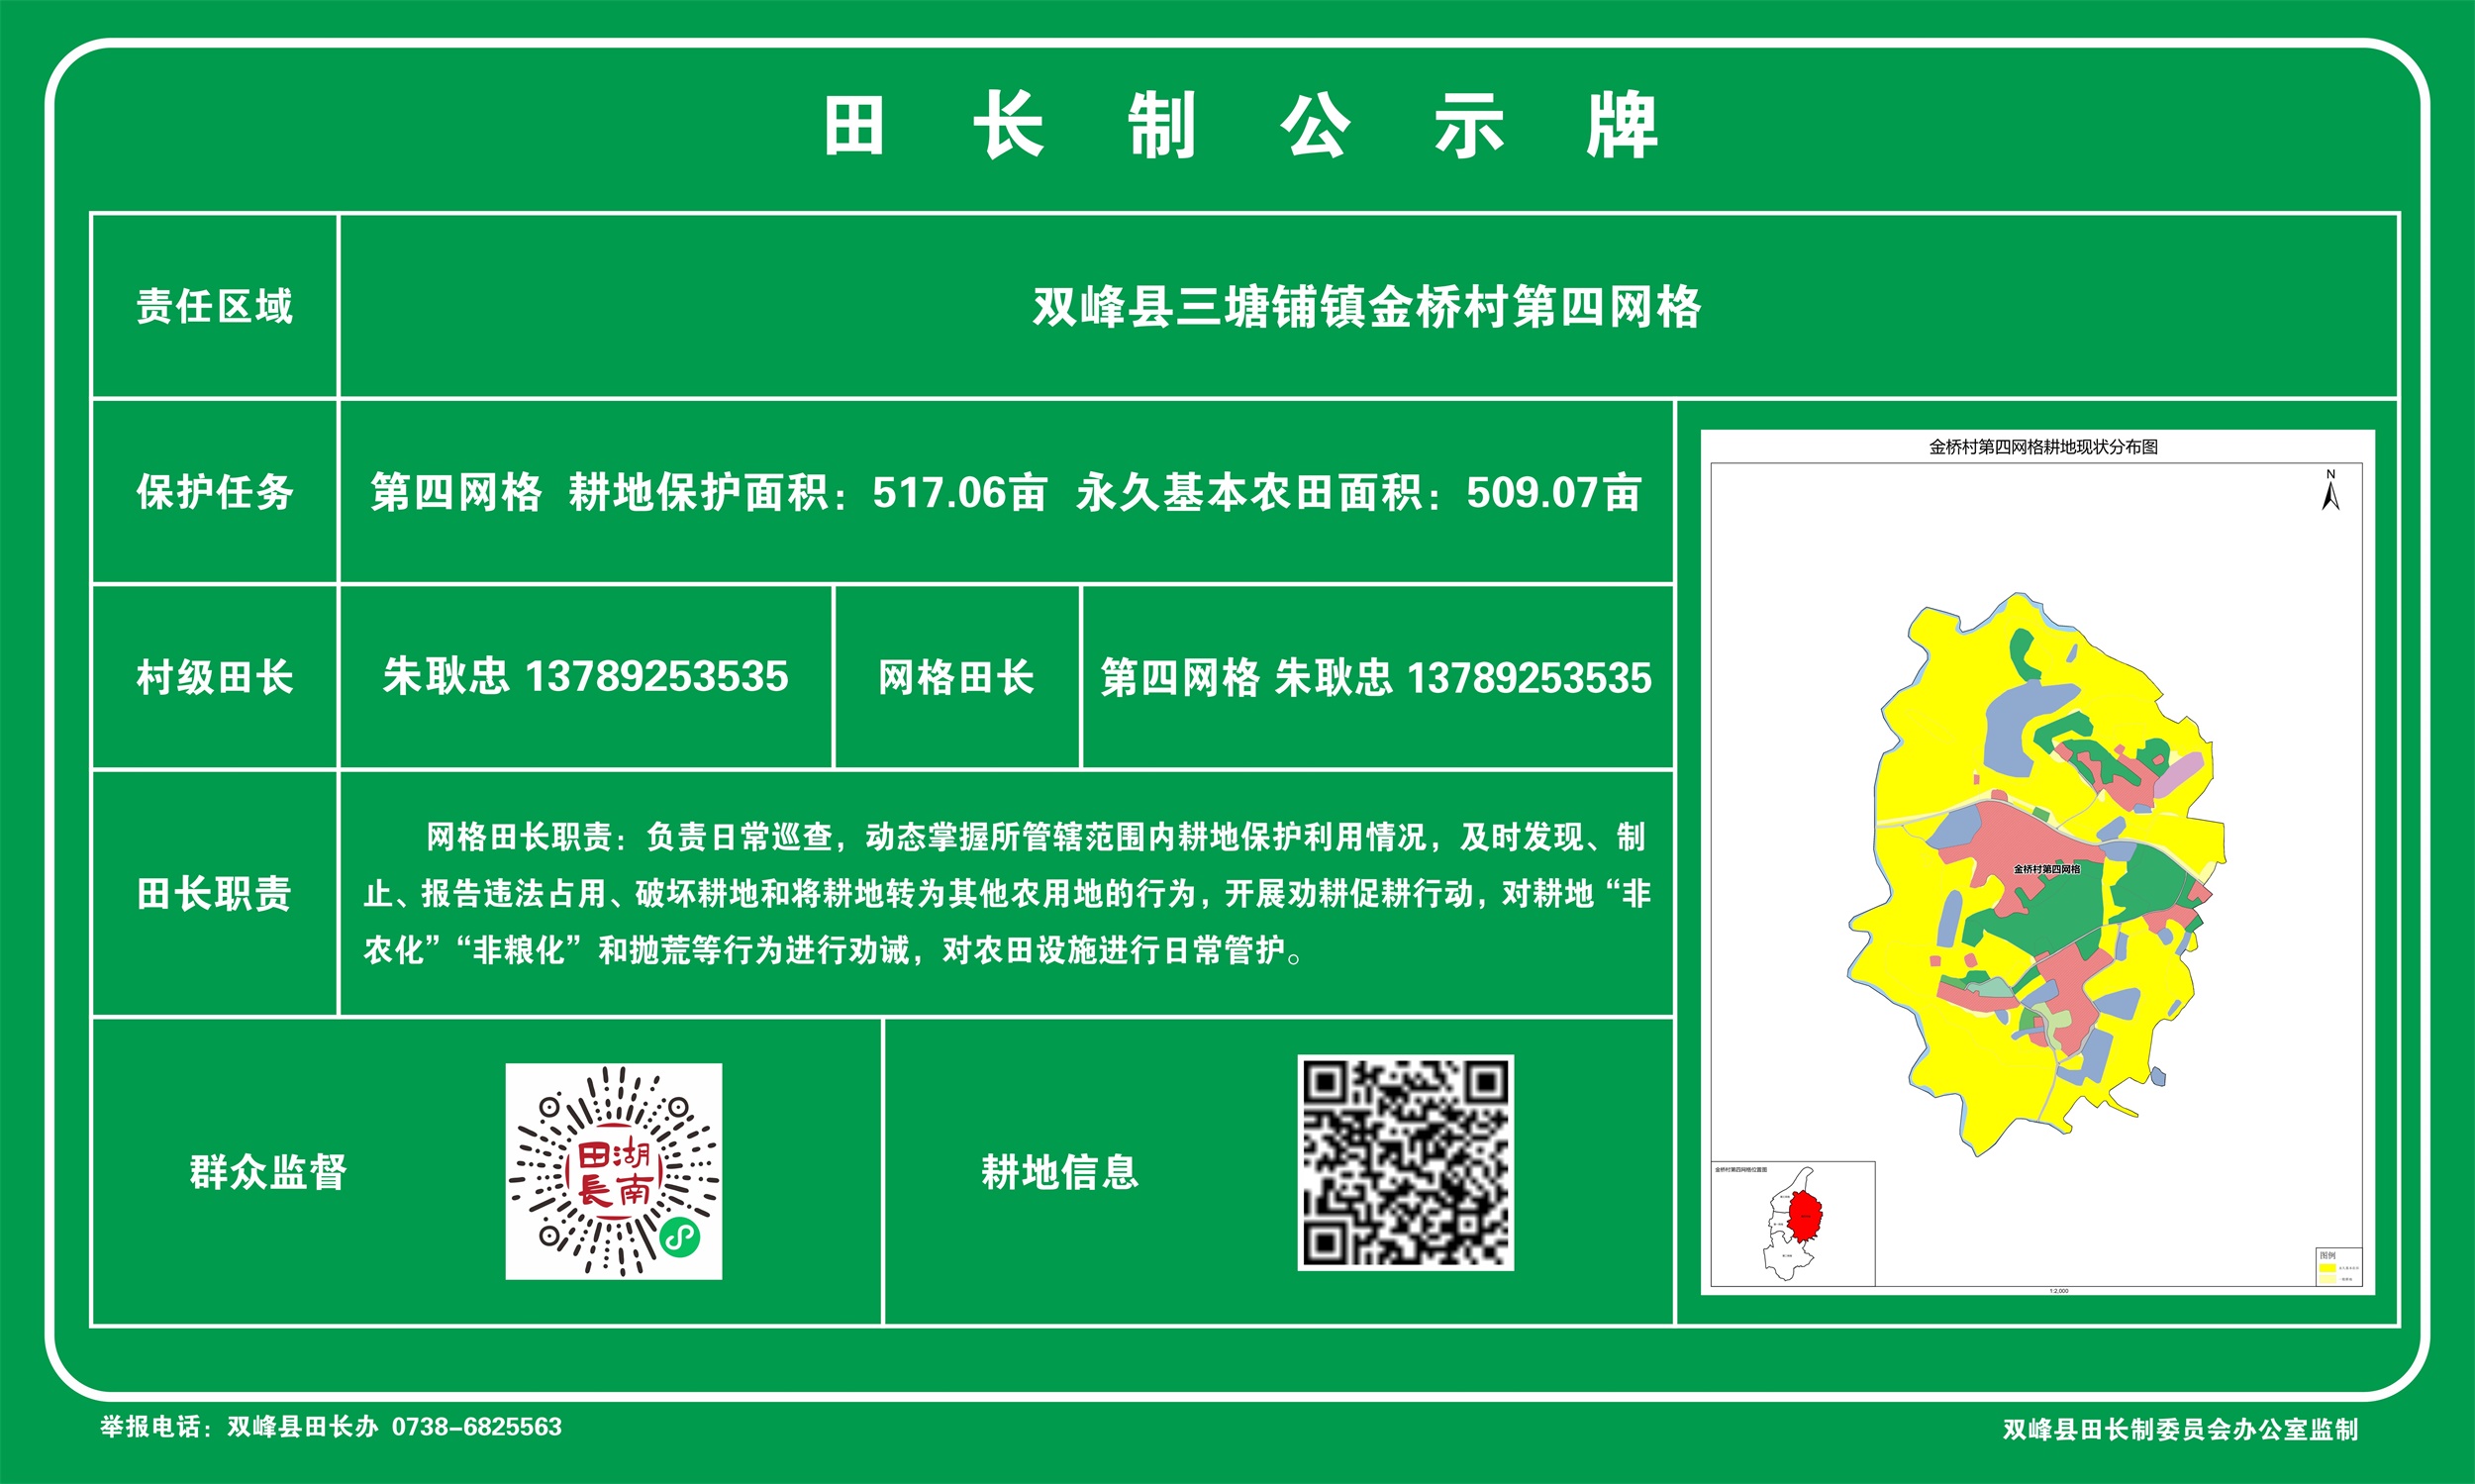 田长制公示牌
责任区域
双峰县三塘铺镇金桥村第四网格
保护任务
第四网格 耕地保护面积：517.06亩 永久基本农田面积：509.07亩
村级田长
朱耿忠 13789253535
网格田长
第四网格 朱耿忠 13789253535
田长职责
网格田长职责：负责日常巡查，动态掌握所管辖范围内耕地保护利用情况，及时发现、制
止、报告违法占用、破坏耕地和将耕地转为其他农用地的行为，开展劝耕促耕行动，对耕地“非
农化”“非粮化”和抛荒等行为进行劝诫，对农田设施进行日常管护。
群众监督
湖南
田長
耕地信息
金桥村第四网格耕地现状分布图
N
金桥村第四网格
金桥村第四网格位置图
图例
1:2,000
举报电话：双峰县田长办 0738-6825563
双峰县田长制委员会办公室监制